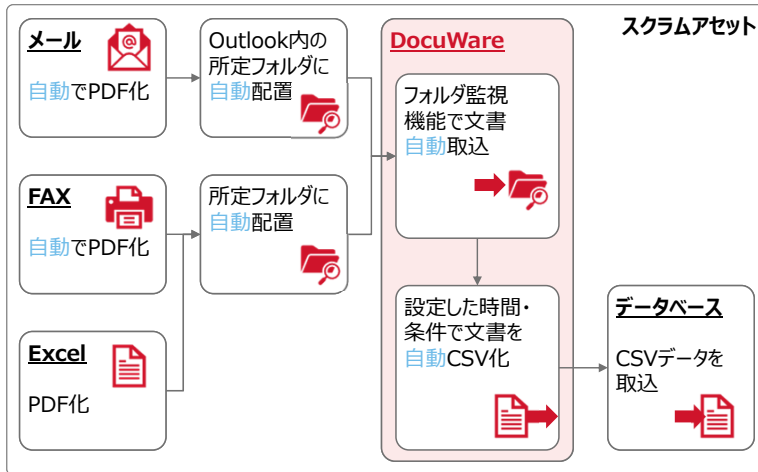 スクラムアセット
メール
自動でPDF化
Outlook内の
所定フォルダに
自動配置
FAX
自動でPDF化
所定フォルダに
自動配置
Excel
PDF化
DocuWare
フォルダ監視
機能で文書
自動取込
設定した時間・
条件で文書を
自動CSV化
データベース
CSVデータを
取込